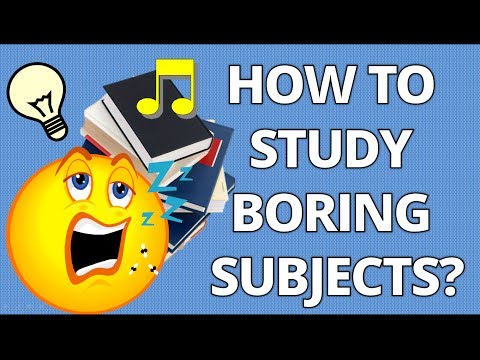 HOW TO
STUDY
BORING
SUBJECTS?
z
z
z
z